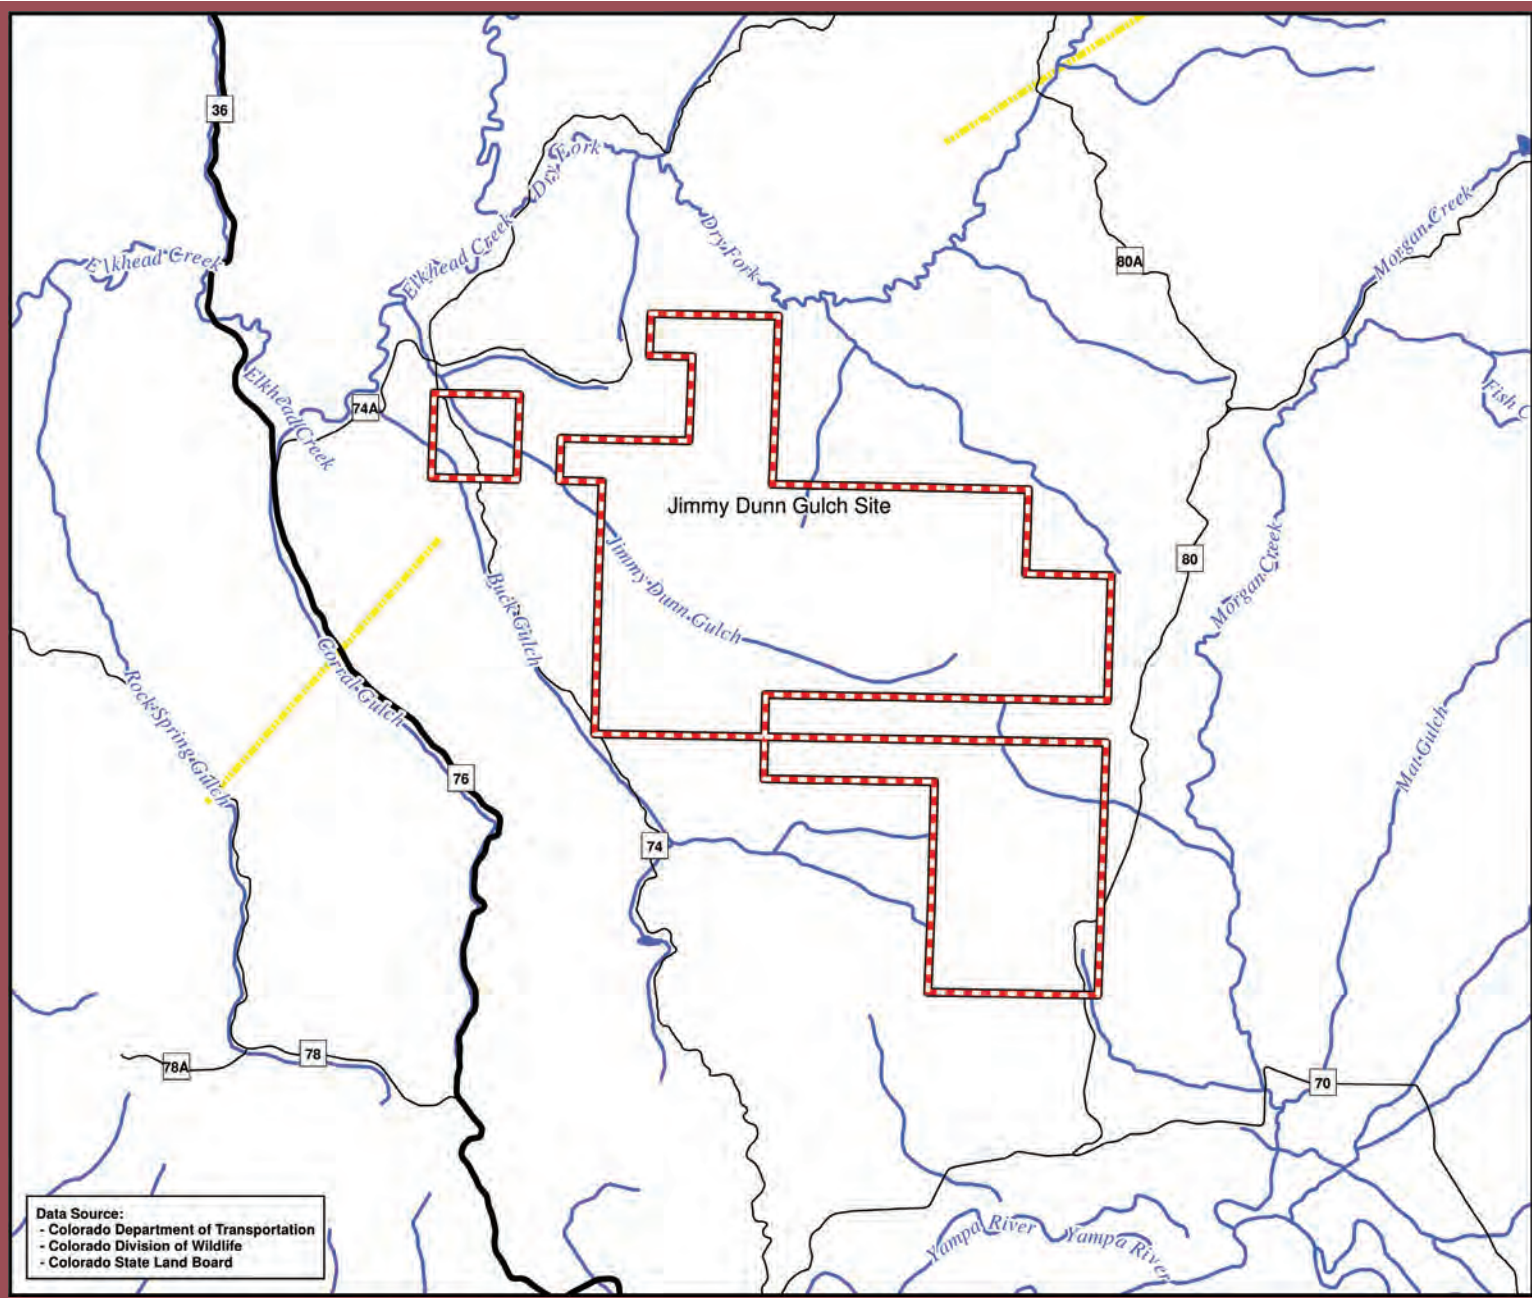 36
Dry Fork
Morgan Creek
Elkhead Creek
Elkhead Creek
Dry Fork
80A
Elkhead Creek
74A
Fish C
Jimmy Dunn Gulch Site
Jimmy Dunn Gulch
80
Morgan Creek
Buck Gulch
Corral Gulch
Rock Spring Gulch
Mat Gulch
76
74
78
78A
70
Yampa River
Yampa River
Data Source:
- Colorado Department of Transportation
- Colorado Division of Wildlife
- Colorado State Land Board